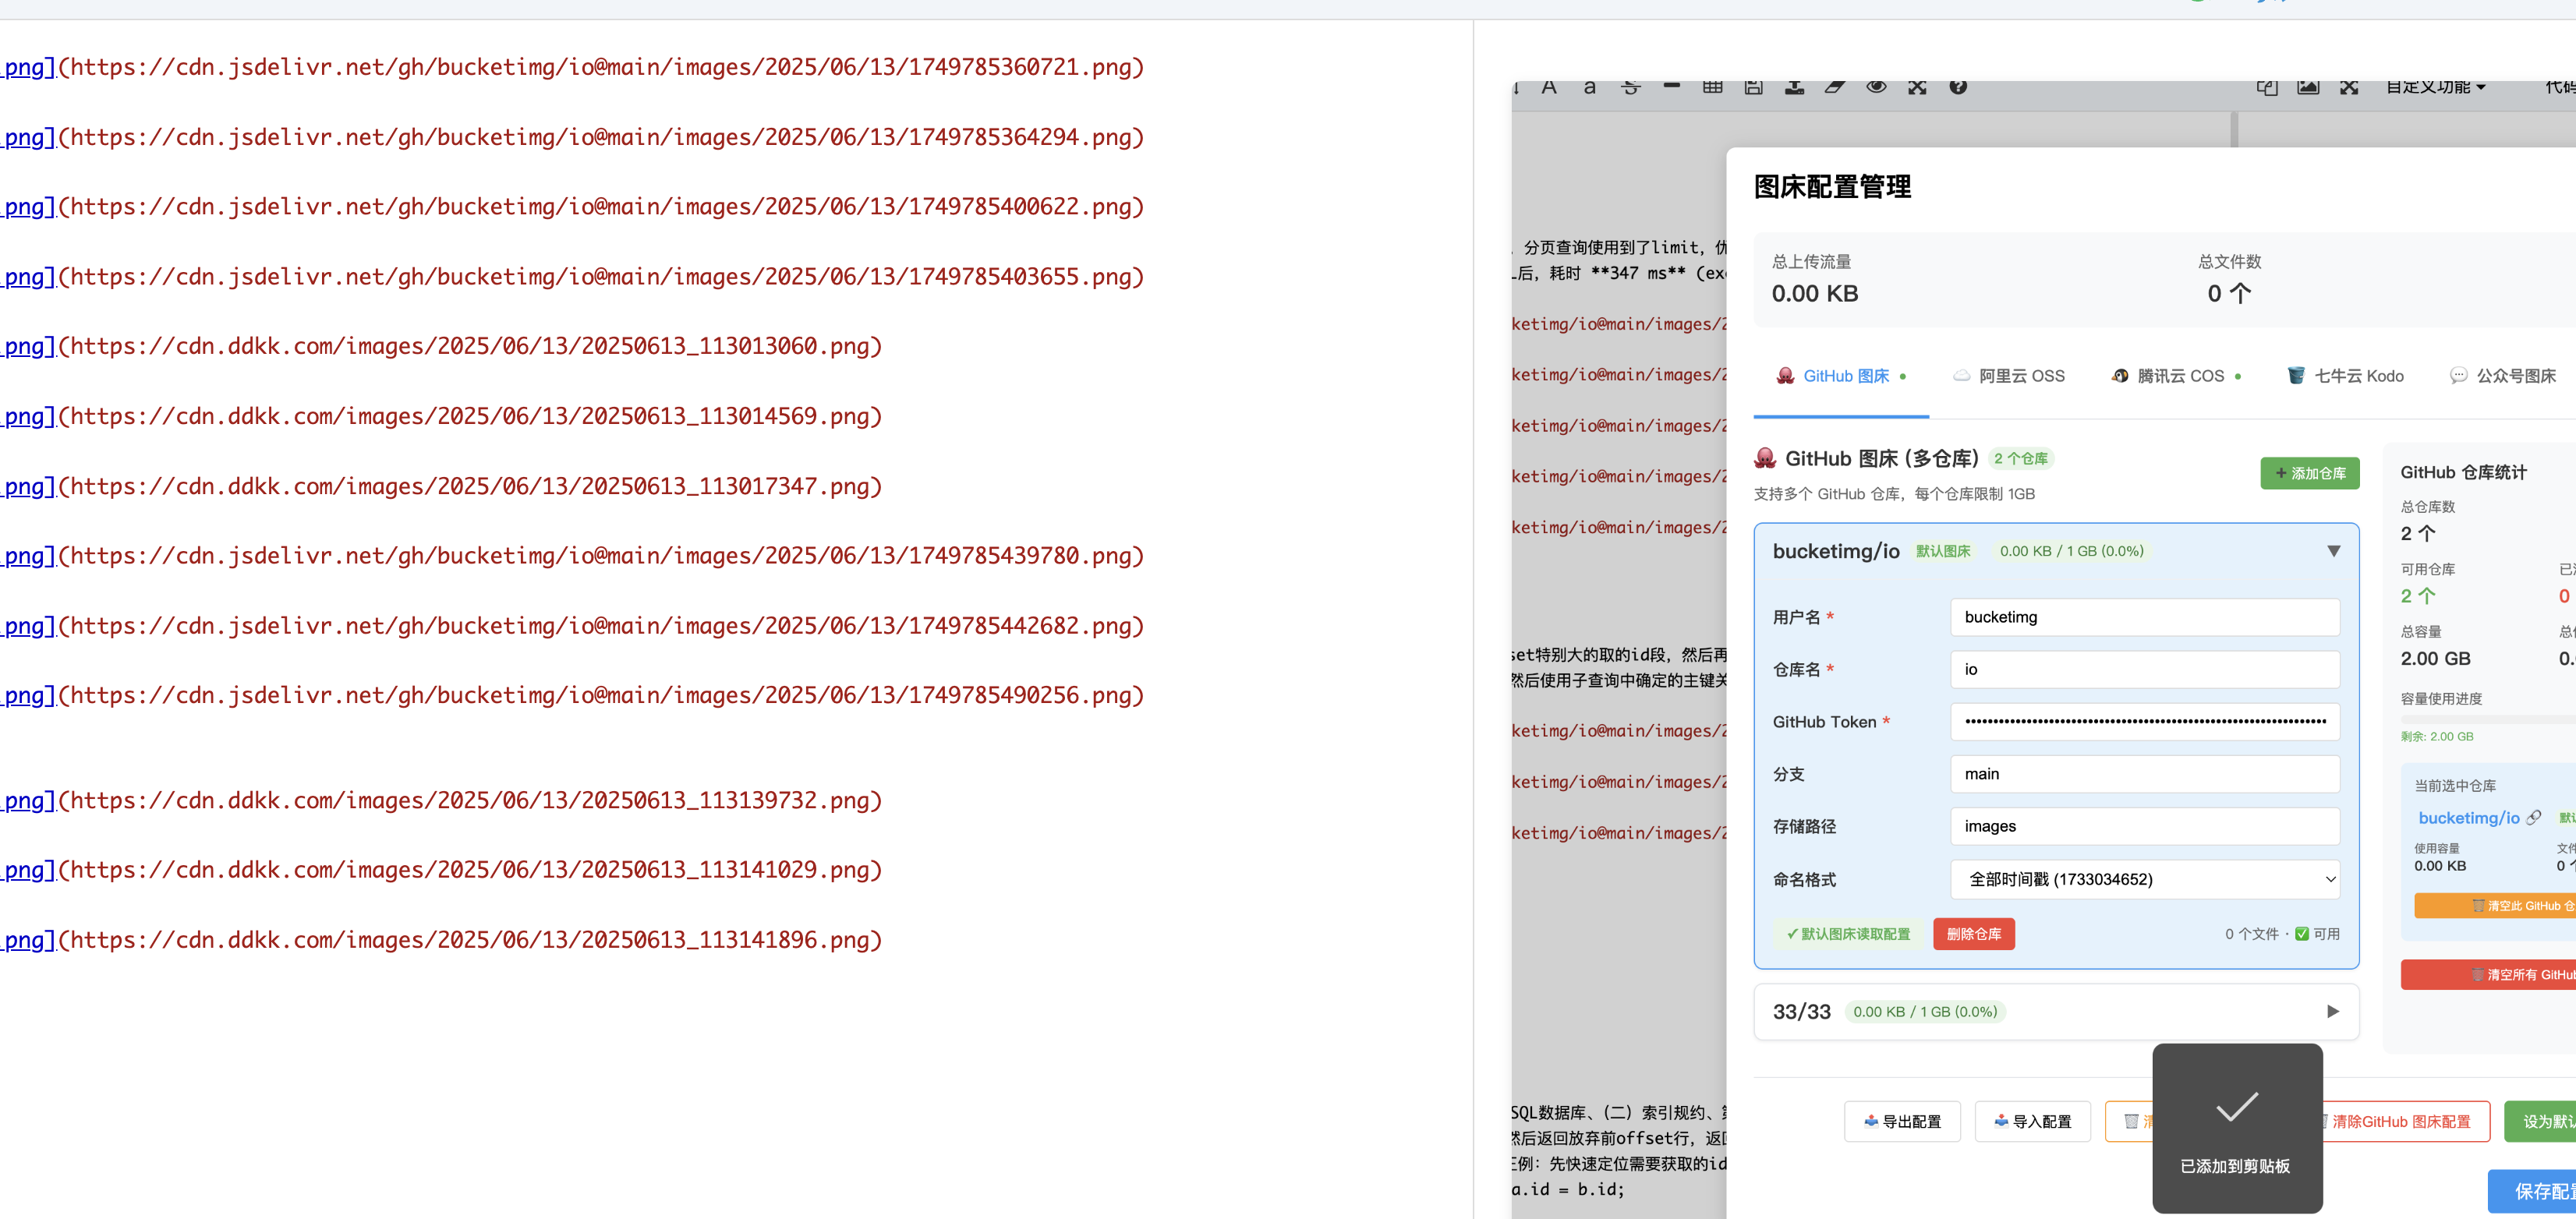 .png](https://cdn.jsdelivr.net/gh/bucketimg/io@main/images/2025/06/13/1749785360721.png)
.png](https://cdn.jsdelivr.net/gh/bucketimg/io@main/images/2025/06/13/1749785364294.png)
.png](https://cdn.jsdelivr.net/gh/bucketimg/io@main/images/2025/06/13/1749785400622.png)
.png](https://cdn.jsdelivr.net/gh/bucketimg/io@main/images/2025/06/13/1749785403655.png)
.png](https://cdn.ddkk.com/images/2025/06/13/20250613_113013060.png)
.png](https://cdn.ddkk.com/images/2025/06/13/20250613_113014569.png)
.png](https://cdn.ddkk.com/images/2025/06/13/20250613_113017347.png)
.png](https://cdn.jsdelivr.net/gh/bucketimg/io@main/images/2025/06/13/1749785439780.png)
.png](https://cdn.jsdelivr.net/gh/bucketimg/io@main/images/2025/06/13/1749785442682.png)
.png](https://cdn.jsdelivr.net/gh/bucketimg/io@main/images/2025/06/13/1749785490256.png)
.png](https://cdn.ddkk.com/images/2025/06/13/20250613_113139732.png)
.png](https://cdn.ddkk.com/images/2025/06/13/20250613_113141029.png)
.png](https://cdn.ddkk.com/images/2025/06/13/20250613_113141896.png)
A a S 自定义功能 代码
分页查询使用到了limit，优
后，耗时 **347 ms** (exe
ketimg/io@main/images/2
ketimg/io@main/images/2
ketimg/io@main/images/2
ketimg/io@main/images/2
ketimg/io@main/images/2
set特别大的取的id段，然后再
然后使用子查询中确定的主键关
ketimg/io@main/images/2
ketimg/io@main/images/2
ketimg/io@main/images/2
SQL数据库、(二) 索引规约、
然后返回放弃前offset行，返回
正例：先快速定位需要获取的id
a.id = b.id;
图床配置管理
总上传流量
0.00 KB
总文件数
0 个
GitHub 图床 阿里云 OSS 腾讯云 COS 七牛云 Kodo 公众号图床
GitHub 图床 (多仓库) 2 个仓库
支持多个 GitHub 仓库，每个仓库限制 1GB
+ 添加仓库
bucketimg/io 默认图床 0.00 KB / 1 GB (0.0%)
用户名 * bucketimg
仓库名 * io
GitHub Token *
分支 main
存储路径 images
命名格式 全部时间戳 (1733034652)
✓ 默认图床读取配置 删除仓库 0 个文件 · ✅ 可用
33/33 0.00 KB / 1 GB (0.0%)
GitHub 仓库统计
总仓库数
2 个
可用仓库 已
2 个 0
总容量 总
2.00 GB 0.
容量使用进度
剩余: 2.00 GB
当前选中仓库
bucketimg/io 默认
使用容量 文件
0.00 KB 0 个
清空此 GitHub 仓
清空所有 GitHub
导出配置 导入配置 清 清除GitHub 图床配置 设为默认
已添加到剪贴板
保存配置